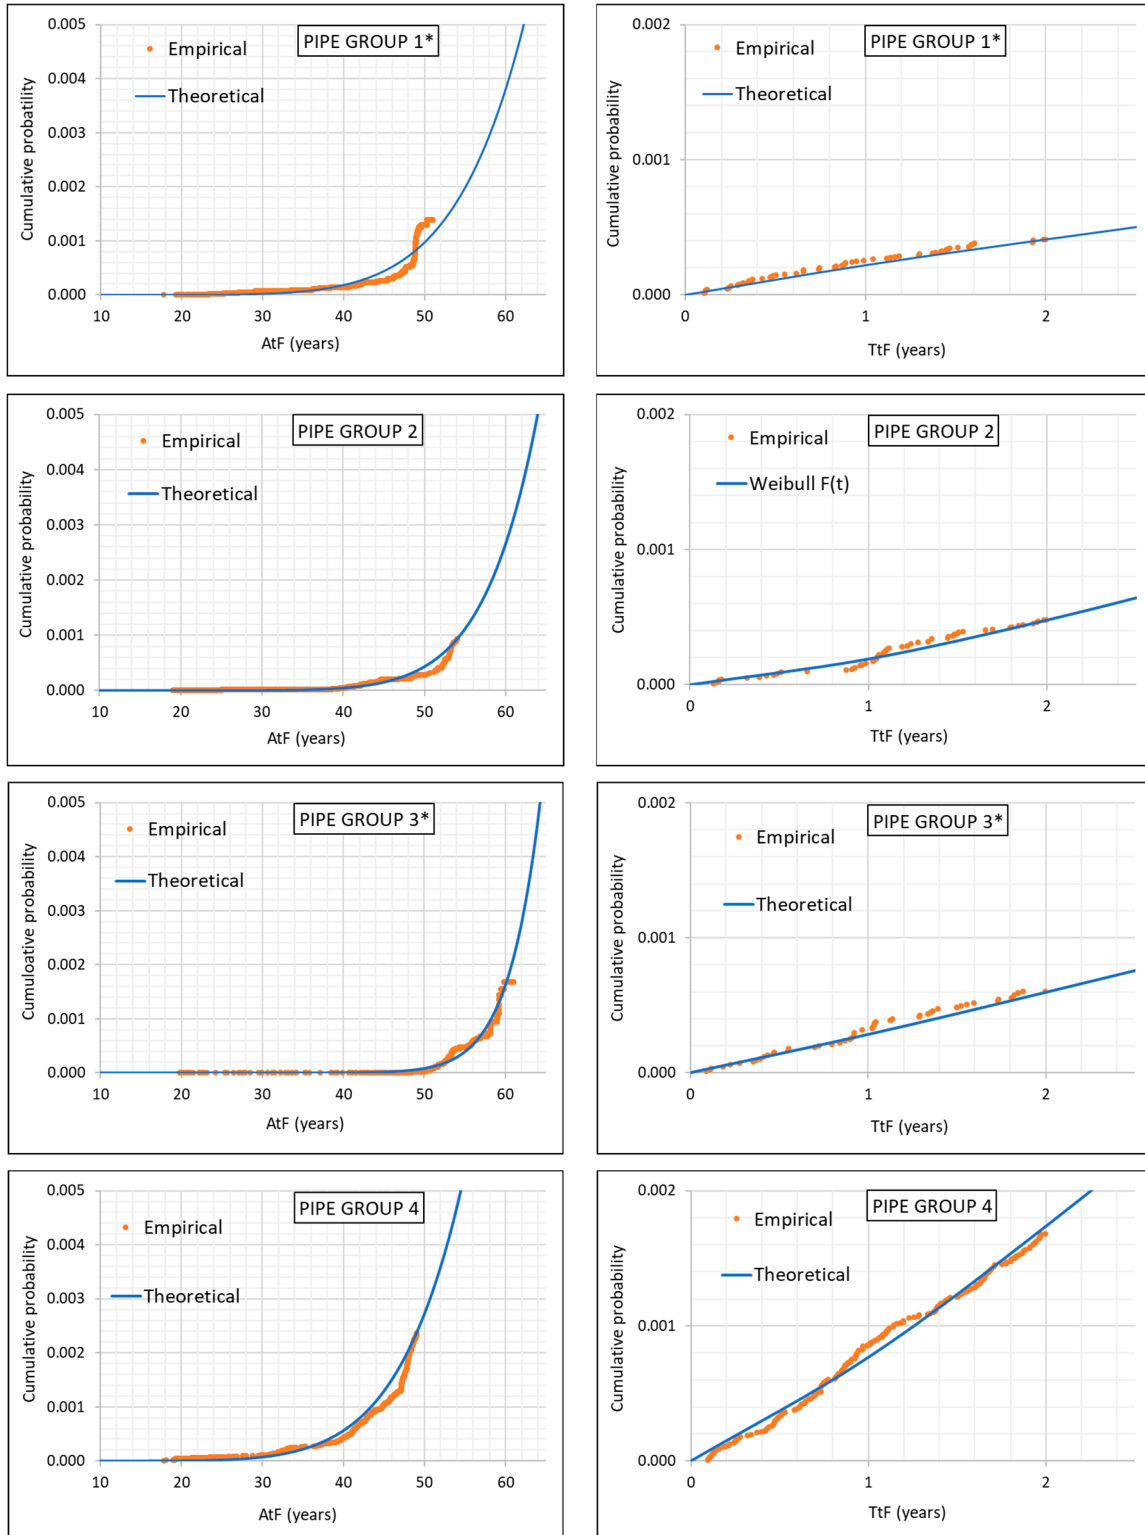 PIPE GROUP 1*
Empirical
Theoretical
Cumulative probability
0.005
0.004
0.003
0.002
0.001
0.000
10 20 30 40 50 60
AtF (years)
PIPE GROUP 1*
Empirical
Theoretical
Cumulative probability
0.002
0.001
0.000
0 1 2
TtF (years)
PIPE GROUP 2
Empirical
Theoretical
Cumulative probability
0.005
0.004
0.003
0.002
0.001
0.000
10 20 30 40 50 60
AtF (years)
PIPE GROUP 2
Empirical
Weibull F(t)
Cumulative probability
0.002
0.001
0.000
0 1 2
TtF (years)
PIPE GROUP 3*
Empirical
Theoretical
Cumuloative probability
0.005
0.004
0.003
0.002
0.001
0.000
10 20 30 40 50 60
AtF (years)
PIPE GROUP 3*
Empirical
Theoretical
Cumulative probability
0.002
0.001
0.000
0 1 2
TtF (years)
PIPE GROUP 4
Empirical
Theoretical
Cumulative probability
0.005
0.004
0.003
0.002
0.001
0.000
10 20 30 40 50 60
AtF (years)
PIPE GROUP 4
Empirical
Theoretical
Cumulative probability
0.002
0.001
0.000
0 1 2
TtF (years)